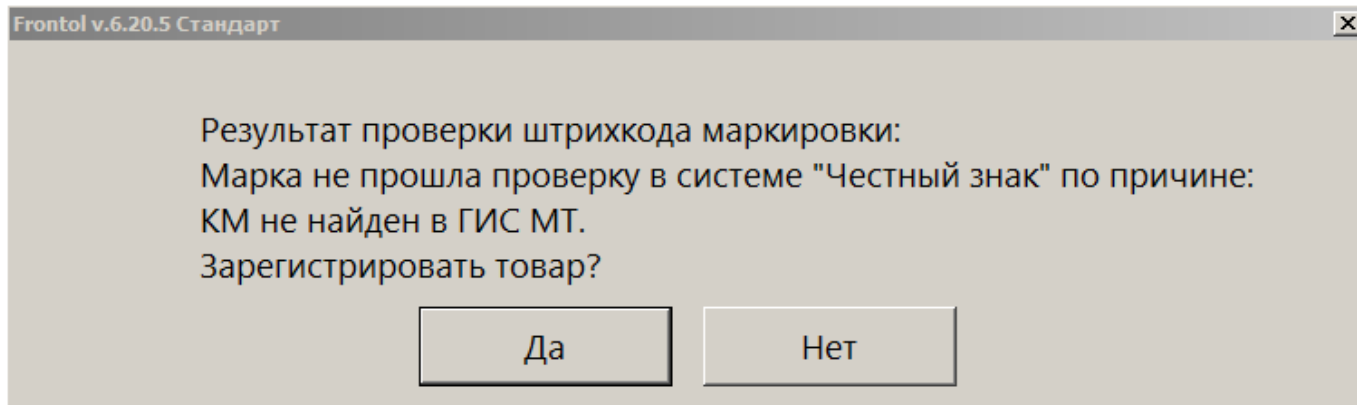 Frontol v.6.20.5 Стандарт
Результат проверки штрихкода маркировки:
Марка не прошла проверку в системе "Честный знак" по причине:
КМ не найден в ГИС МТ.
Зарегистрировать товар?
Да Нет